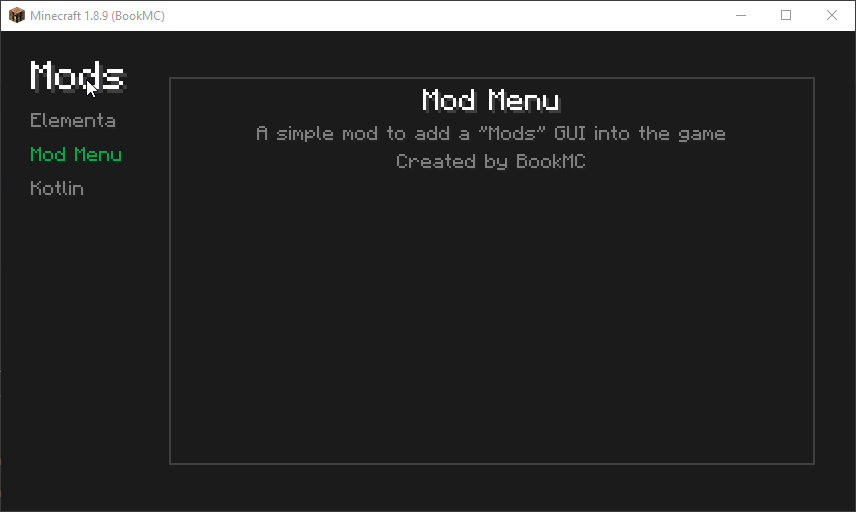 Minecraft 1.8.9 (BookMC)
Mods
Elementa
Mod Menu
Kotlin
Mod Menu
A simple mod to add a "Mods" GUI into the game
Created by BookMC